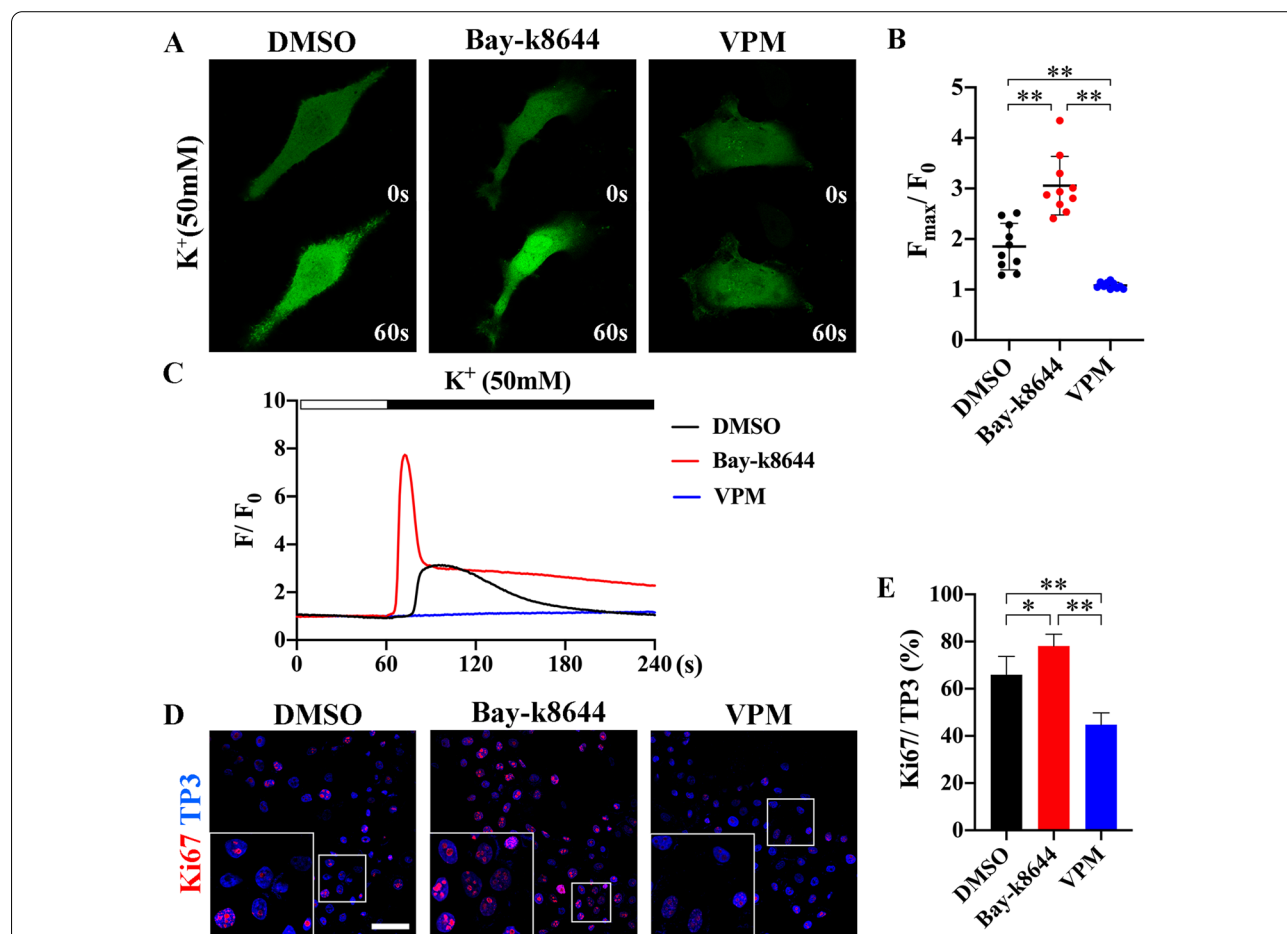 A
DMSO
Bay-k8644
VPM
K+(50mM)
0s
0s
0s
60s
60s
60s
B
Fmax/ F0
5
4
3
2
1
0
**
**
**
DMSO
Bay-k8644
VPM
C
K+ (50mM)
F/ F0
10
8
6
4
2
0
0
60
120
180
240
(s)
DMSO
Bay-k8644
VPM
D
DMSO
Bay-k8644
VPM
Ki67 TP3
E
Ki67/ TP3 (%)
100
80
60
40
20
0
**
*
**
DMSO
Bay-k8644
VPM